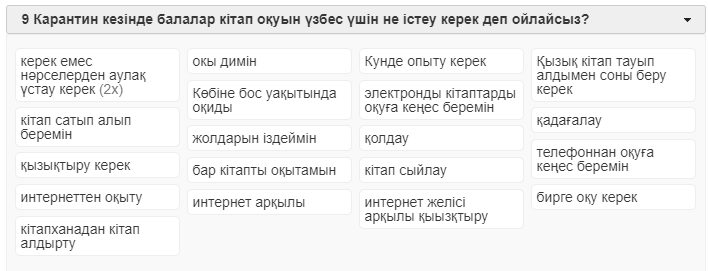 9 Карантин кезінде балалар кітап оқуын үзбес үшін не істеу керек деп ойлайсыз?
керек емес
нәрселерден аулақ
ұстау керек (2x)
кітап сатып алып
беремін
қызықтыру керек
интернеттен оқыту
кітапханадан кітап
алдырту
окы димін
Көбіне бос уақытында
оқиды
жолдарын іздеймін
бар кітапты оқытамын
интернет арқылы
Кунде опыту керек
электронды кітаптарды
оқуға кеңес беремін
қолдау
кітап сыйлау
интернет желісі
арқылы қыызқтыру
Қызық кітап тауып
алдымен соны беру
керек
қадағалау
телефоннан оқуға
кеңес беремін
бирге оқу керек